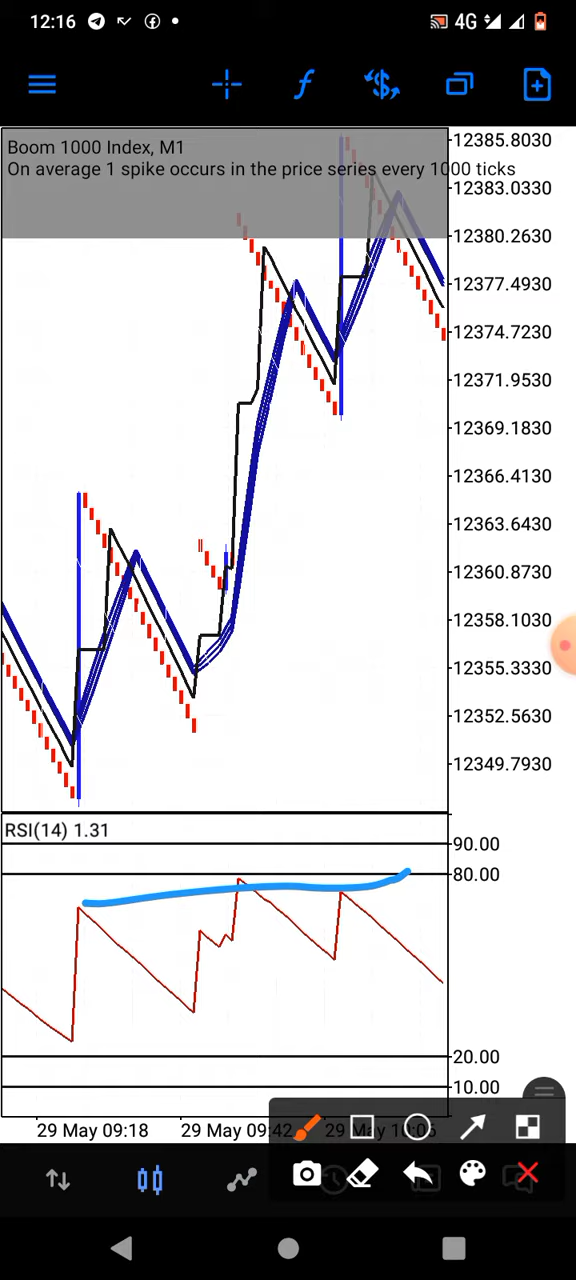 12:16
4G
Boom 1000 Index, M1
On average 1 spike occurs in the price series every 1000 ticks
12385.8030
12383.0330
12380.2630
12377.4930
12374.7230
12371.9530
12369.1830
12366.4130
12363.6430
12360.8730
12358.1030
12355.3330
12352.5630
12349.7930
RSI(14) 1.31
90.00
80.00
20.00
10.00
29 May 09:18
29 May 09:42
29 May 10:06